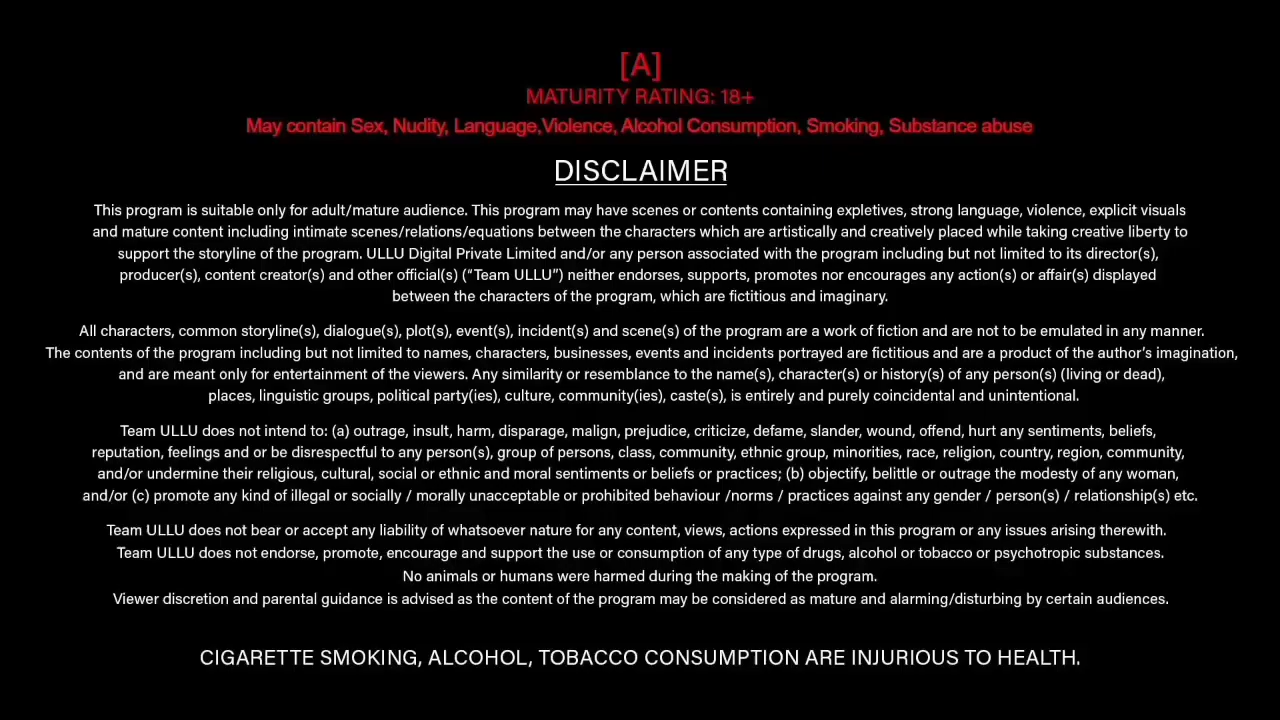 [A]
MATURITY RATING: 18+
May contain Sex, Nudity, Language,Violence, Alcohol Consumption, Smoking, Substance abuse
DISCLAIMER
This program is suitable only for adult/mature audience. This program may have scenes or contents containing expletives, strong language, violence, explicit visuals
and mature content including intimate scenes/relations/equations between the characters which are artistically and creatively placed while taking creative liberty to
support the storyline of the program. ULLU Digital Private Limited and/or any person associated with the program including but not limited to its director(s),
producer(s), content creator(s) and other official(s) (“Team ULLU”) neither endorses, supports, promotes nor encourages any action(s) or affair(s) displayed
between the characters of the program, which are fictitious and imaginary.
All characters, common storyline(s), dialogue(s), plot(s), event(s), incident(s) and scene(s) of the program are a work of fiction and are not to be emulated in any manner.
The contents of the program including but not limited to names, characters, businesses, events and incidents portrayed are fictitious and are a product of the author’s imagination,
and are meant only for entertainment of the viewers. Any similarity or resemblance to the name(s), character(s) or history(s) of any person(s) (living or dead),
places, linguistic groups, political party(ies), culture, community(ies), caste(s), is entirely and purely coincidental and unintentional.
Team ULLU does not intend to: (a) outrage, insult, harm, disparage, malign, prejudice, criticize, defame, slander, wound, offend, hurt any sentiments, beliefs,
reputation, feelings and or be disrespectful to any person(s), group of persons, class, community, ethnic group, minorities, race, religion, country, region, community,
and/or undermine their religious, cultural, social or ethnic and moral sentiments or beliefs or practices; (b) objectify, belittle or outrage the modesty of any woman,
and/or (c) promote any kind of illegal or socially / morally unacceptable or prohibited behaviour /norms / practices against any gender / person(s) / relationship(s) etc.
Team ULLU does not bear or accept any liability of whatsoever nature for any content, views, actions expressed in this program or any issues arising therewith.
Team ULLU does not endorse, promote, encourage and support the use or consumption of any type of drugs, alcohol or tobacco or psychotropic substances.
No animals or humans were harmed during the making of the program.
Viewer discretion and parental guidance is advised as the content of the program may be considered as mature and alarming/disturbing by certain audiences.
CIGARETTE SMOKING, ALCOHOL, TOBACCO CONSUMPTION ARE INJURIOUS TO HEALTH.